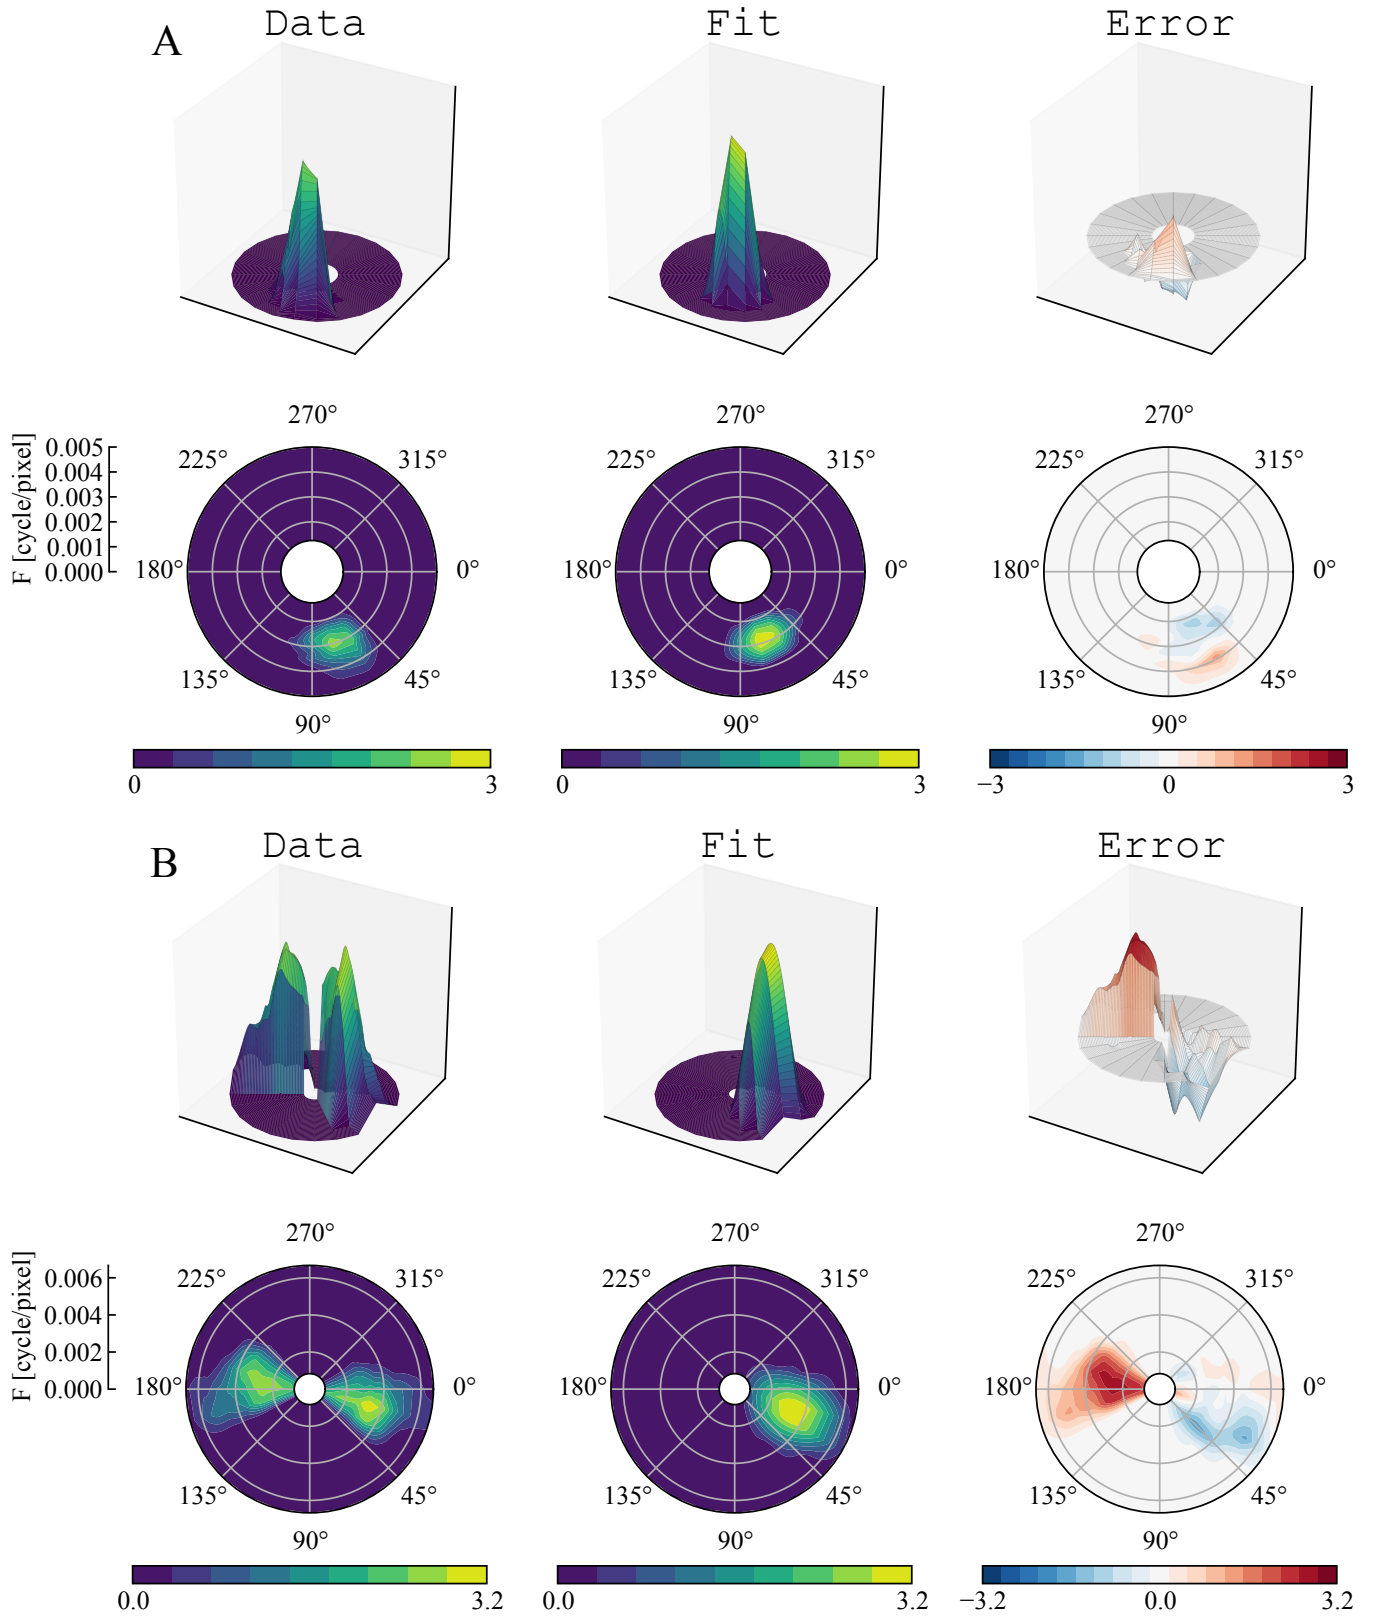 A
Data Fit Error
F [cycle/pixel]
0.005
0.004
0.003
0.002
0.001
0.000
270° 270° 270°
225° 315° 225° 315° 225° 315°
180° 0° 180° 0° 180° 0°
135° 45° 135° 45° 135° 45°
90° 90° 90°
0 3 0 3 −3 0 3
B
Data Fit Error
F [cycle/pixel]
0.006
0.004
0.002
0.000
270° 270° 270°
225° 315° 225° 315° 225° 315°
180° 0° 180° 0° 180° 0°
135° 45° 135° 45° 135° 45°
90° 90° 90°
0.0 3.2 0.0 3.2 −3.2 0.0 3.2